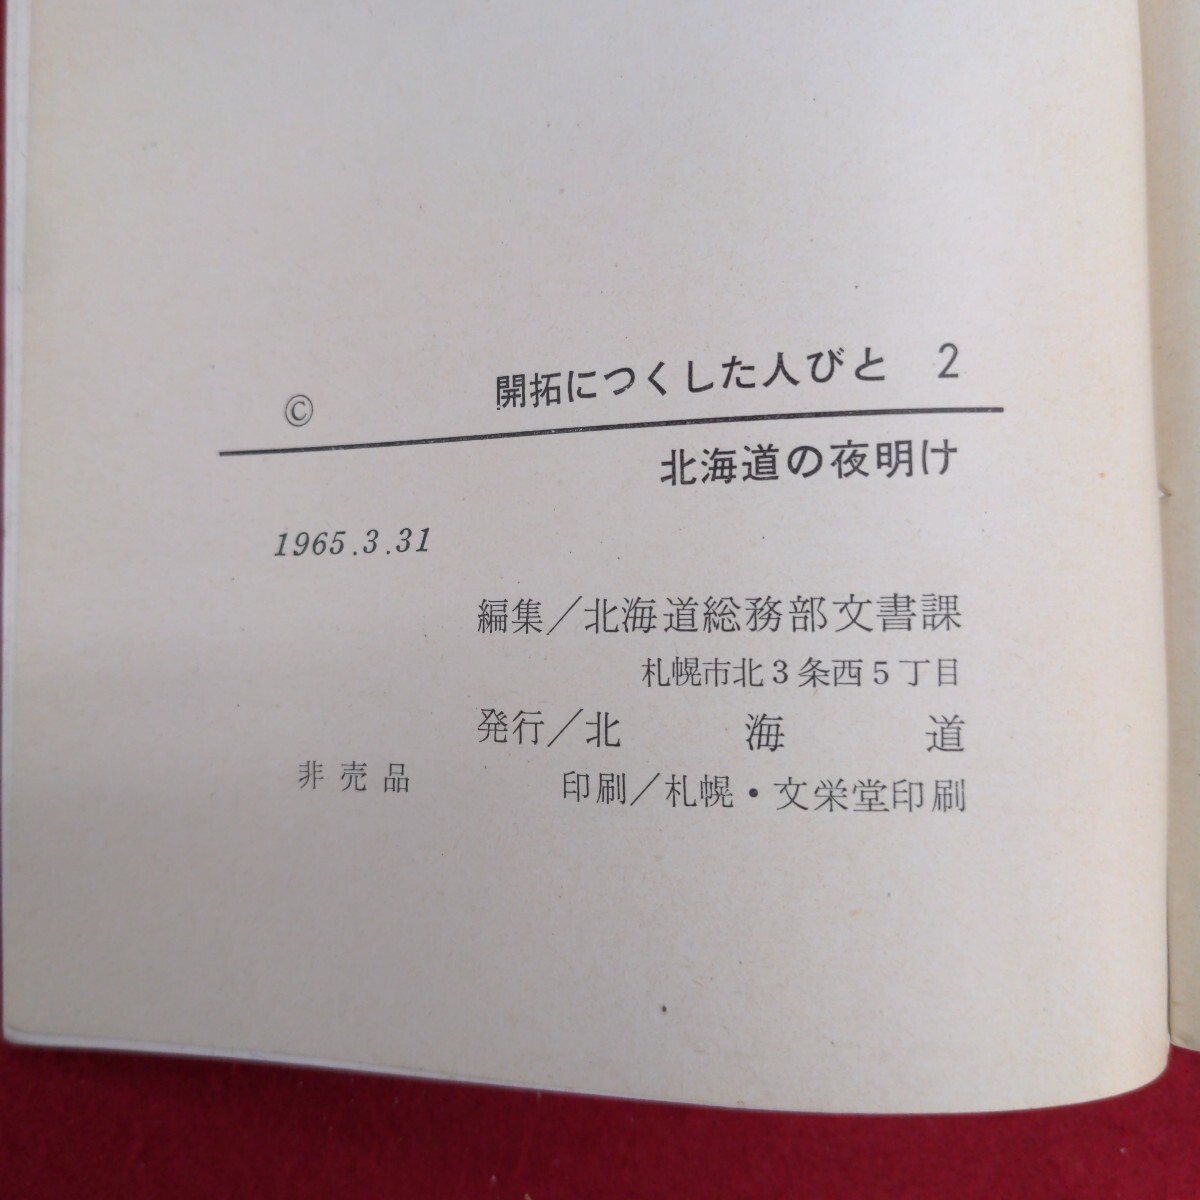 © 開拓につくした人びと 2
北海道の夜明け
1965.3.31
編集／北海道総務部文書課
札幌市北3条西5丁目
発行／北 海 道
非売品 印刷／札幌・文栄堂印刷